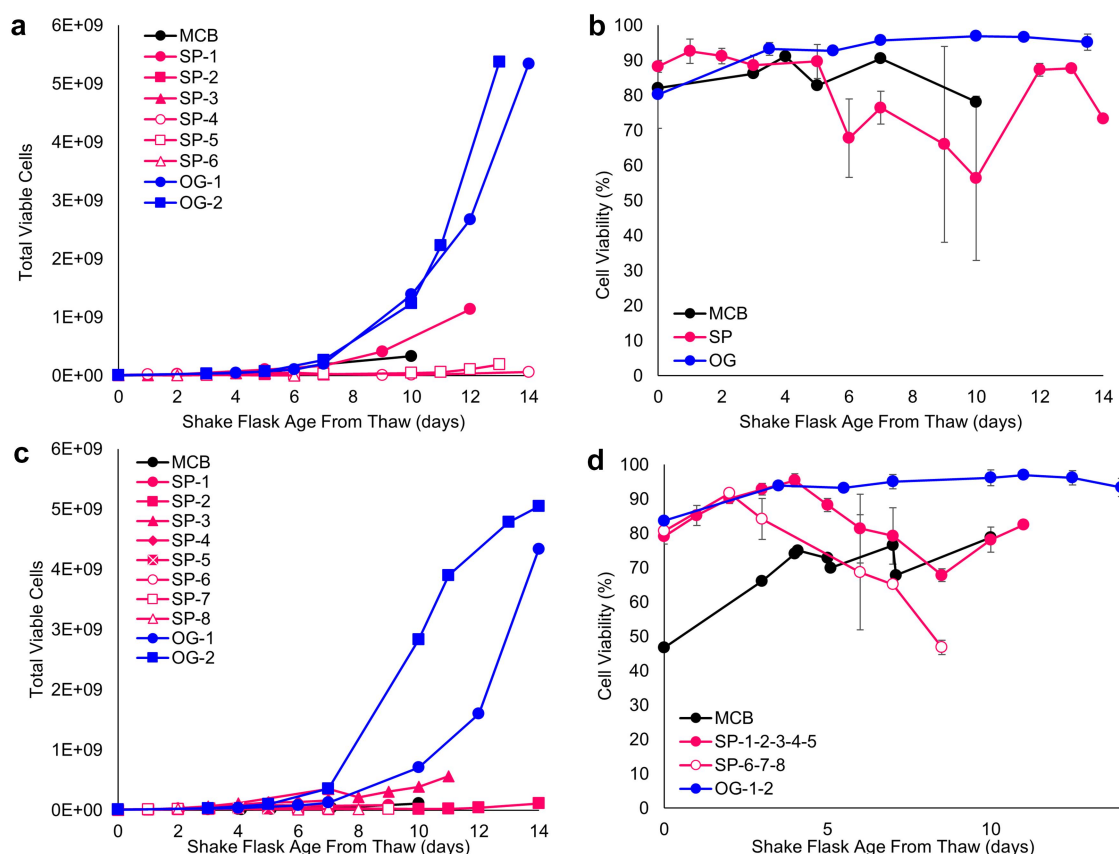 a
6E+09
5E+09
4E+09
3E+09
2E+09
1E+09
0E+00
Total Viable Cells
MCB
SP-1
SP-2
SP-3
SP-4
SP-5
SP-6
OG-1
OG-2
0 2 4 6 8 10 12 14
Shake Flask Age From Thaw (days)
b
100
90
80
70
60
50
40
30
20
10
0
Cell Viability (%)
MCB
SP
OG
0 2 4 6 8 10 12 14
Shake Flask Age From Thaw (days)
c
6E+09
5E+09
4E+09
3E+09
2E+09
1E+09
0E+00
Total Viable Cells
MCB
SP-1
SP-2
SP-3
SP-4
SP-5
SP-6
SP-7
SP-8
OG-1
OG-2
0 2 4 6 8 10 12 14
Shake Flask Age From Thaw (days)
d
100
90
80
70
60
50
40
30
20
10
0
Cell Viability (%)
MCB
SP-1-2-3-4-5
SP-6-7-8
OG-1-2
0 5 10
Shake Flask Age From Thaw (days)